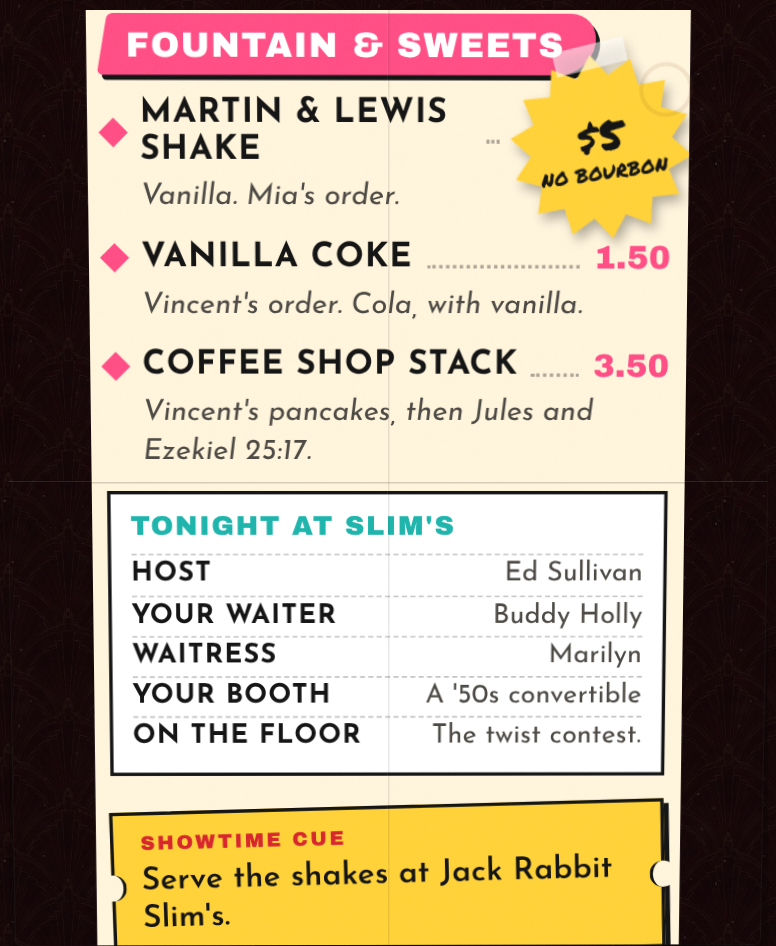 FOUNTAIN & SWEETS
MARTIN & LEWIS
SHAKE ...
$5
NO BOURBON
Vanilla. Mia's order.
VANILLA COKE ........................ 1.50
Vincent's order. Cola, with vanilla.
COFFEE SHOP STACK ........ 3.50
Vincent's pancakes, then Jules and
Ezekiel 25:17.
TONIGHT AT SLIM'S
HOST Ed Sullivan
YOUR WAITER Buddy Holly
WAITRESS Marilyn
YOUR BOOTH A '50s convertible
ON THE FLOOR The twist contest.
SHOWTIME CUE
Serve the shakes at Jack Rabbit
Slim's.